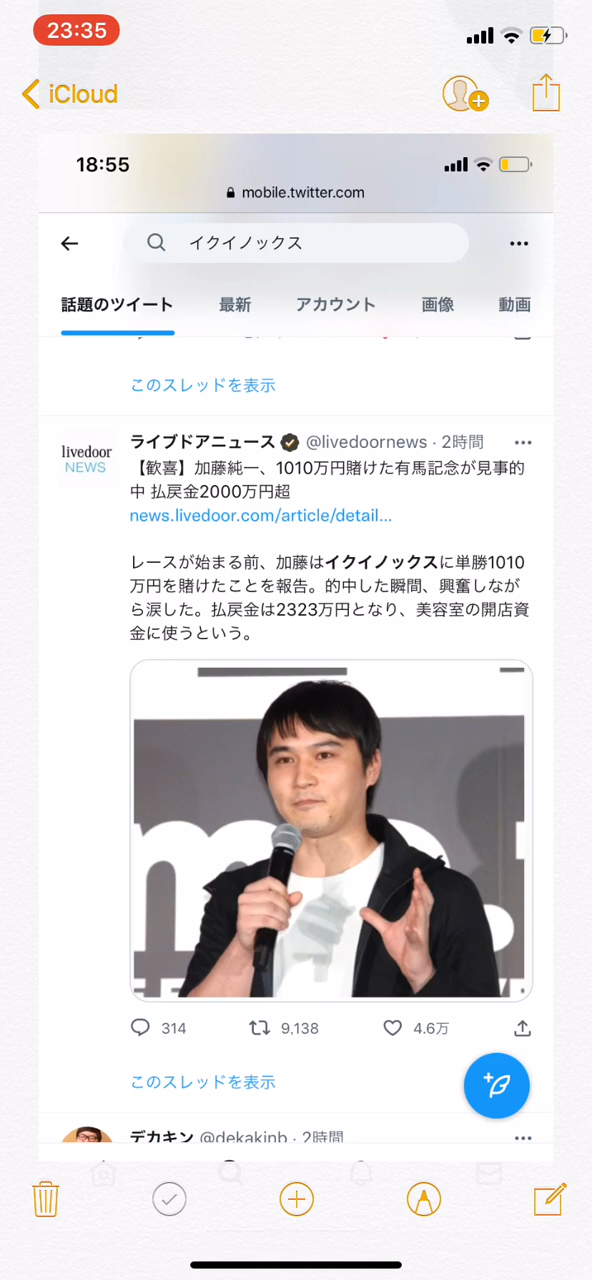 23:35
iCloud
18:55
mobile.twitter.com
イクイノックス
話題のツイート 最新 アカウント 画像 動画
このスレッドを表示
livedoor
NEWS
ライブドアニュース @livedoornews · 2時間
【歓喜】加藤純一、1010万円賭けた有馬記念が見事的
中 払戻金2000万円超
news.livedoor.com/article/detail...
レースが始まる前、加藤はイクイノックスに単勝1010
万円を賭けたことを報告。的中した瞬間、興奮しなが
ら涙した。払戻金は2323万円となり、美容室の開店資
金に使うという。
314 9,138 4.6万
このスレッドを表示
デカキン @dekakinb · 2時間